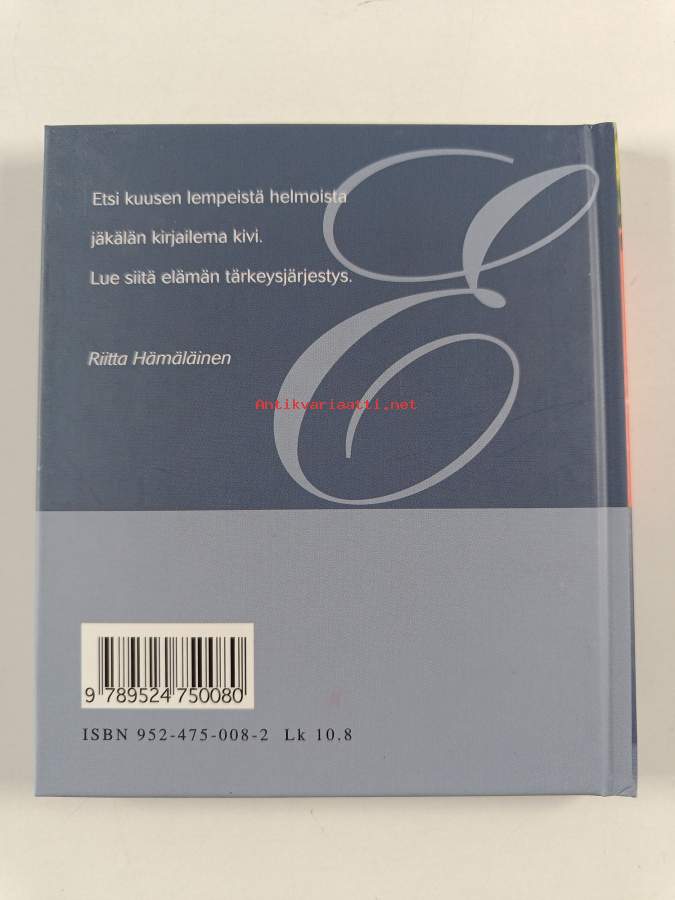 Etsi kuusen lempeistä helmoista
jäkälän kirjailema kivi.
Lue siitä elämän tärkeysjärjestys.
Riitta Hämäläinen
E
Antikvariaatti.net
9 789524 750080
ISBN 952-475-008-2 Lk 10.8